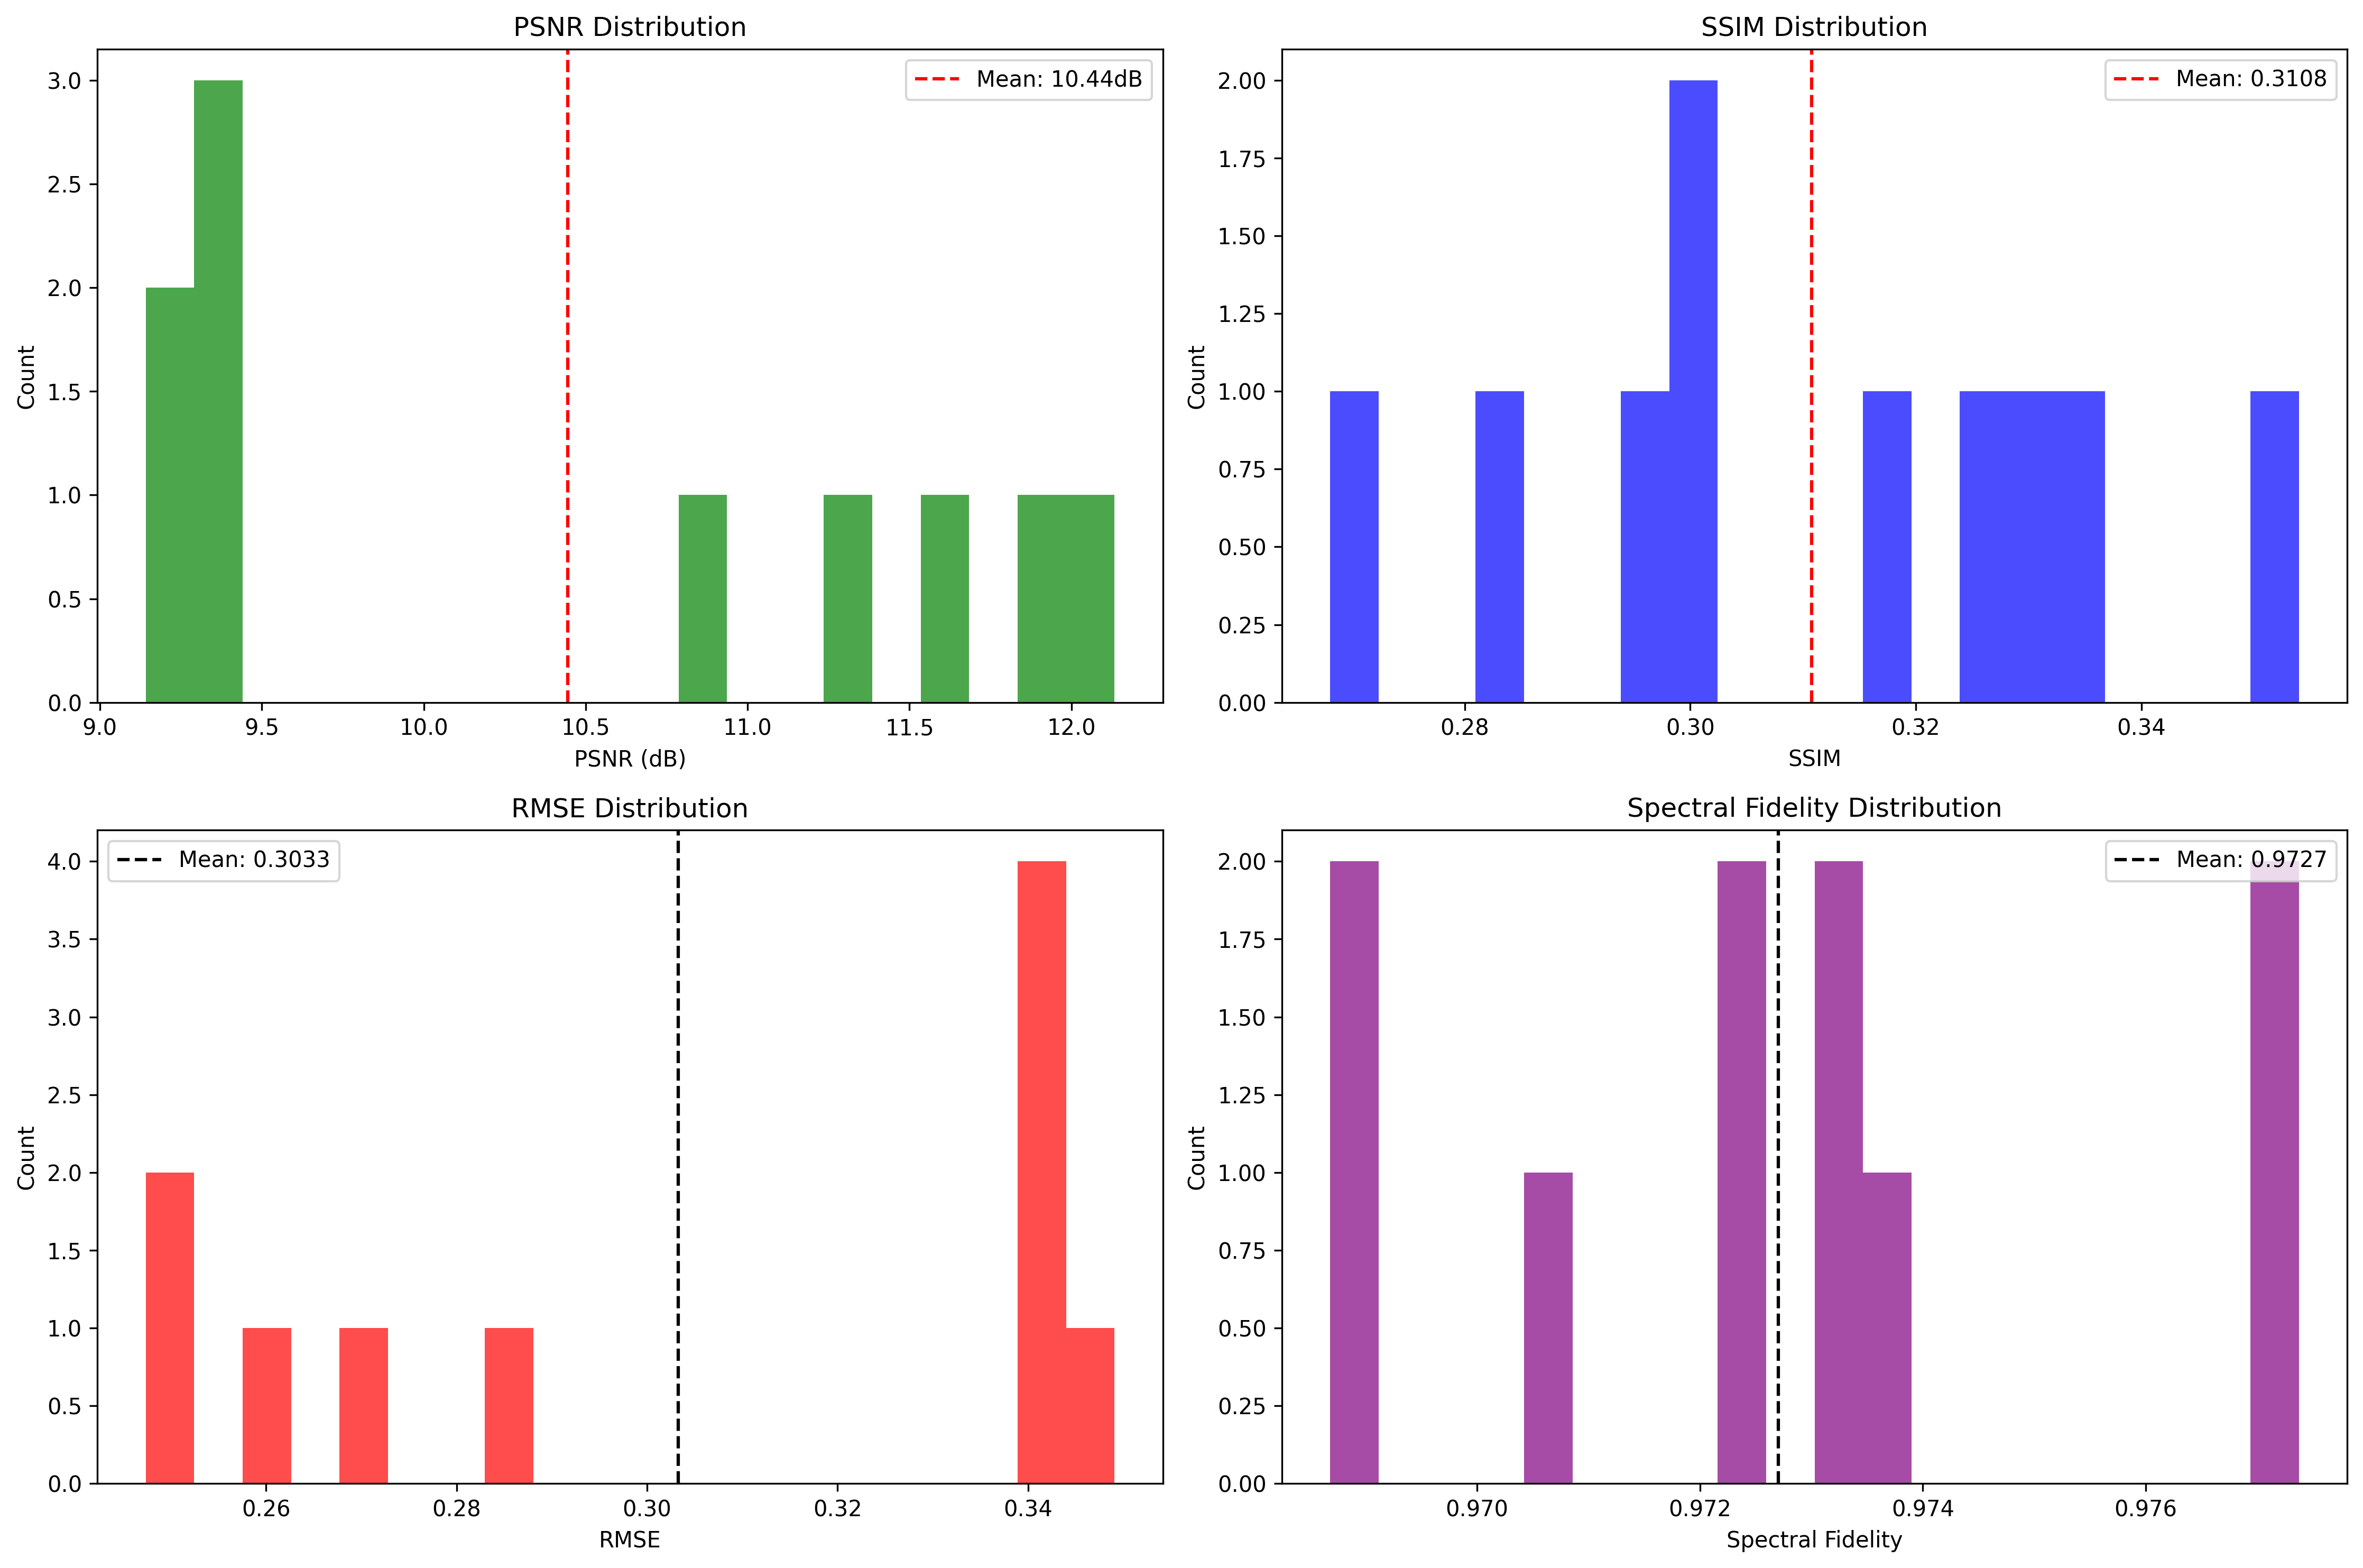 PSNR Distribution
Mean: 10.44dB
3.0
2.5
2.0
1.5
1.0
0.5
0.0
Count
9.0 9.5 10.0 10.5 11.0 11.5 12.0
PSNR (dB)
SSIM Distribution
Mean: 0.3108
2.00
1.75
1.50
1.25
1.00
0.75
0.50
0.25
0.00
Count
0.28 0.30 0.32 0.34
SSIM
RMSE Distribution
Mean: 0.3033
4.0
3.5
3.0
2.5
2.0
1.5
1.0
0.5
0.0
Count
0.26 0.28 0.30 0.32 0.34
RMSE
Spectral Fidelity Distribution
Mean: 0.9727
2.00
1.75
1.50
1.25
1.00
0.75
0.50
0.25
0.00
Count
0.970 0.972 0.974 0.976
Spectral Fidelity